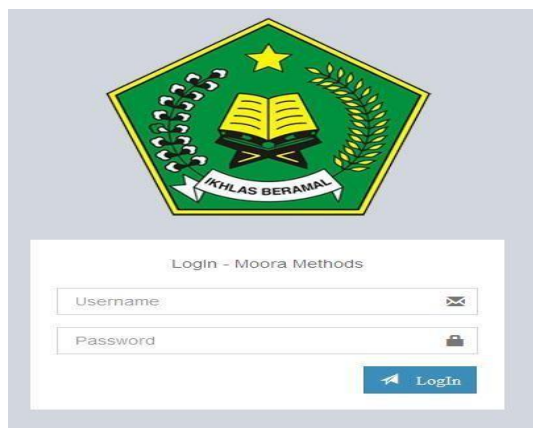 IKHLAS BERAMAL
LogIn - Moora Methods
Username
Password
LogIn